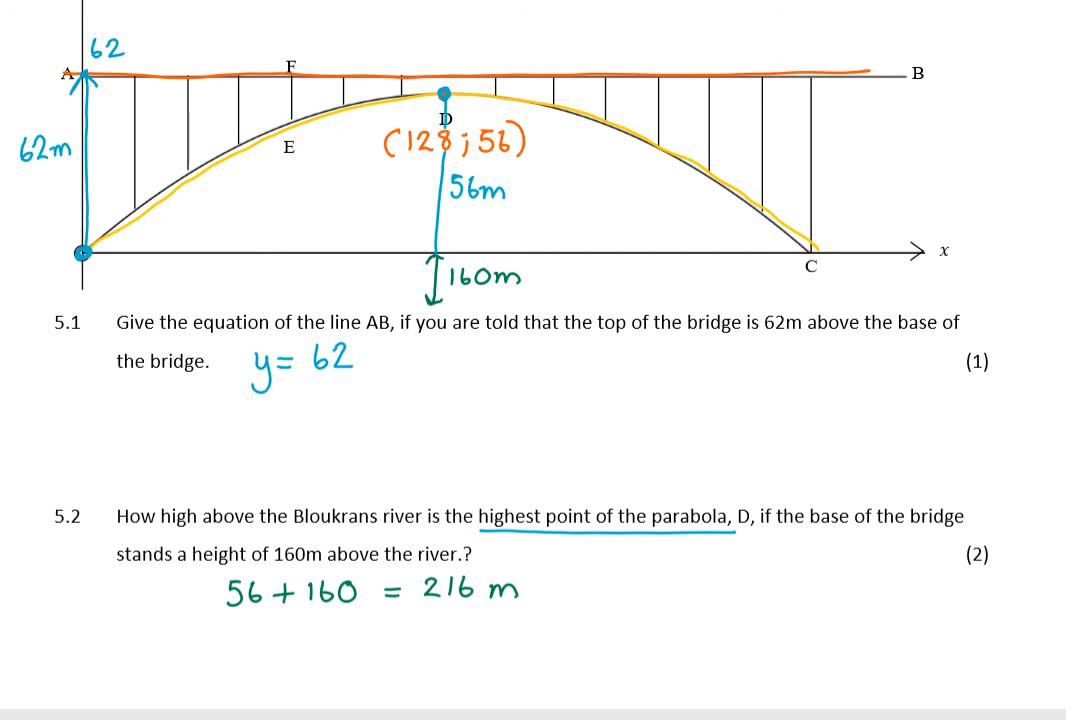 62
A
F
B
D
62m
E
(128;56)
56m
x
C
160m
5.1 Give the equation of the line AB, if you are told that the top of the bridge is 62m above the base of
the bridge. y = 62 (1)
5.2 How high above the Bloukrans river is the highest point of the parabola, D, if the base of the bridge
stands a height of 160m above the river.? (2)
56 + 160 = 216 m